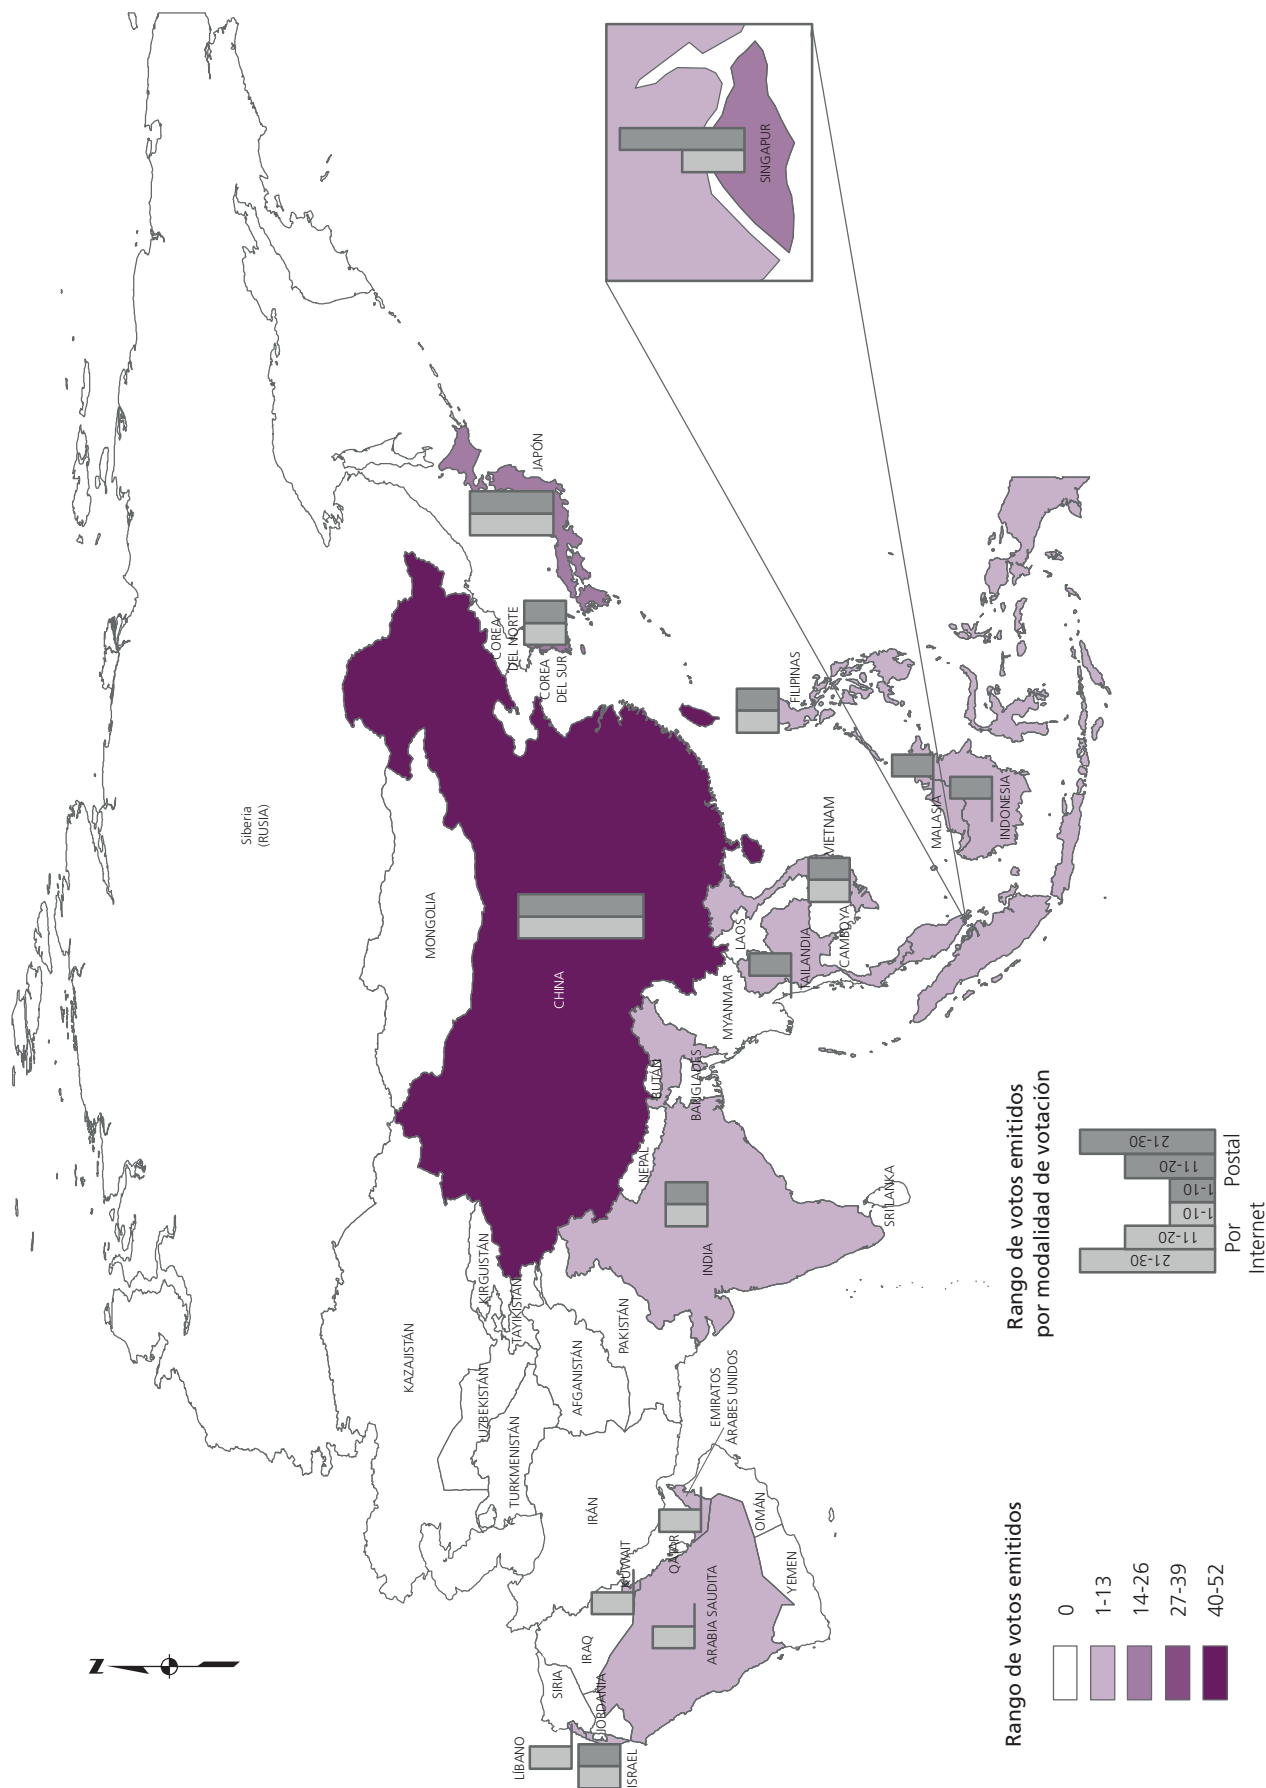 Z
Siberia
(RUSIA)
MONGOLIA
KAZAJISTÁN
CHINA
COREA
DEL NORTE
COREA
DEL SUR
JAPÓN
KIRGUISTÁN
TAYIKISTÁN
UZBEKISTÁN
TURKMENISTÁN
AFGANISTÁN
PAKISTÁN
IRÁN
NEPAL
BUTÁN
BANGLADES
INDIA
SRI LANKA
MYANMAR
LAOS
TAILANDIA
CAMBOYA
VIETNAM
FILIPINAS
MALASIA
INDONESIA
SINGAPUR
LÍBANO
ISRAEL
SIRIA
JORDANIA
IRAQ
KUWAIT
ARABIA SAUDITA
QATAR
EMIRATOS
ÁRABES UNIDOS
OMÁN
YEMEN
Rango de votos emitidos
0
1-13
14-26
27-39
40-52
Rango de votos emitidos
por modalidad de votación
21-30
11-20
1-10
1-10
11-20
21-30
Por
Internet
Postal